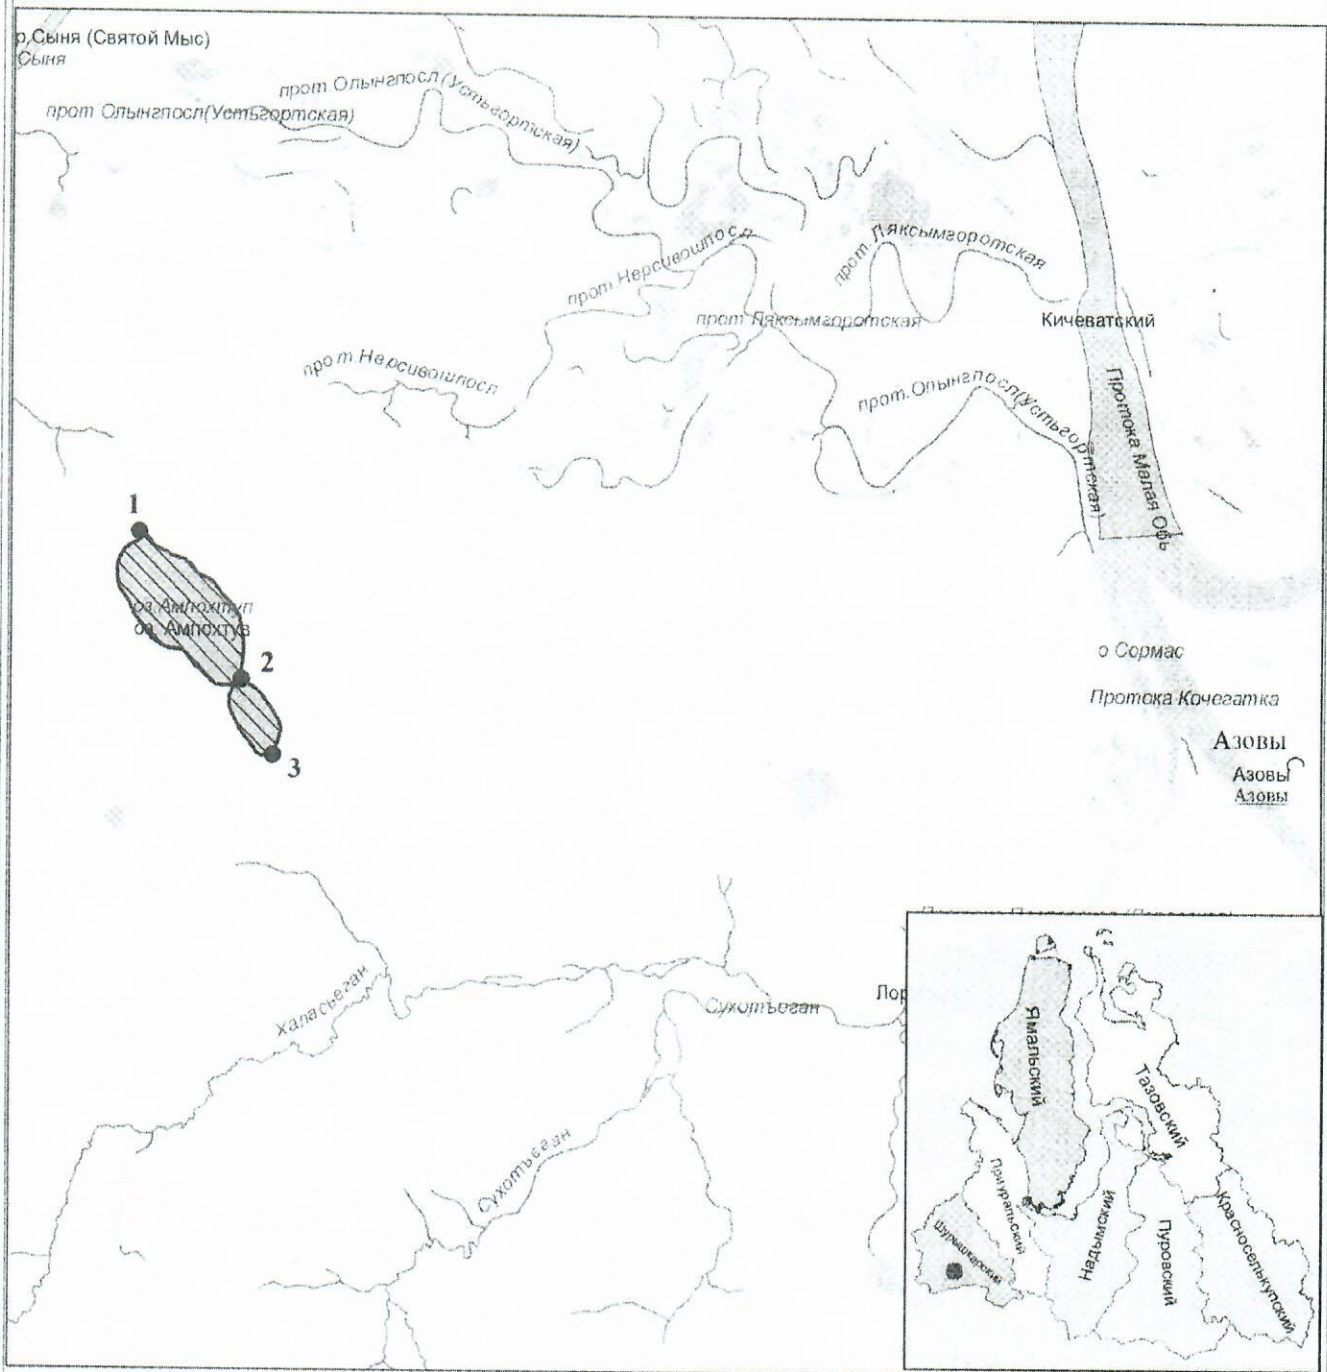 р.Сыня (Святой Мыс)
Сыня
прот Олынгпосл(Устьгортская)
прот Олынгпосл(Устьгортская)
прот.Нерсивошпосл
прот.Ляксымгоротская
прот Ляксымгоротская
Кичеватский
прот Нерсивошпосл
прот.Олынгпосл(Устьгортская)
Протока Малая Обь
1
оз.Ампохтуп
оз. Ампохтув
2
3
о Сормас
Протока Кочегатка
Азовы
Азовы
Азовы
Халасьеган
Сухотъеган
Лор
Сухотъеган
Ямальский
Тазовский
Приуральский
Шурышкарский
Надымский
Пуровский
Красноселькупский